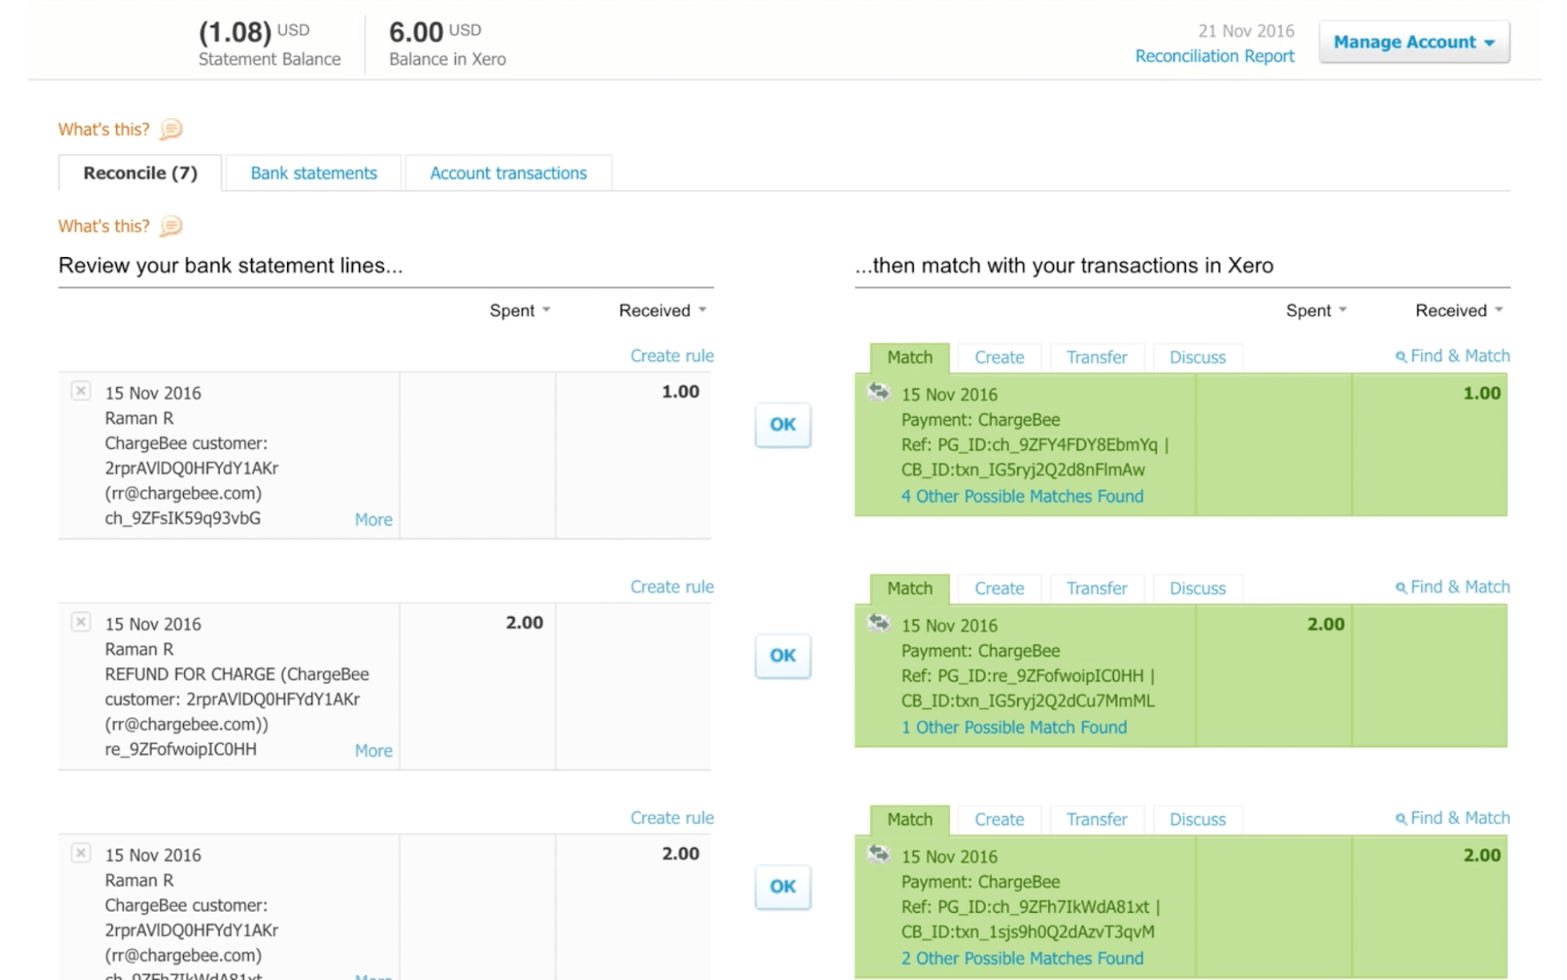 (1.08) USD
Statement Balance
6.00 USD
Balance in Xero
21 Nov 2016
Reconciliation Report
Manage Account
What's this?
Reconcile (7)
Bank statements
Account transactions
What's this?
Review your bank statement lines...
...then match with your transactions in Xero
Spent
Received
Spent
Received
Create rule
15 Nov 2016
Raman R
ChargeBee customer:
2rprAVlDQ0HFYdY1AKr
(rr@chargebee.com)
ch_9ZFsIK59q93vbG
More
1.00
OK
Match
Create
Transfer
Discuss
Find & Match
15 Nov 2016
Payment: ChargeBee
Ref: PG_ID:ch_9ZFY4FDY8EbmYq |
CB_ID:txn_IG5ryj2Q2d8nFlmAw
4 Other Possible Matches Found
1.00
Create rule
15 Nov 2016
Raman R
REFUND FOR CHARGE (ChargeBee
customer: 2rprAVlDQ0HFYdY1AKr
(rr@chargebee.com))
re_9ZFofwoipIC0HH
More
2.00
OK
Match
Create
Transfer
Discuss
Find & Match
15 Nov 2016
Payment: ChargeBee
Ref: PG_ID:re_9ZFofwoipIC0HH |
CB_ID:txn_IG5ryj2Q2dCu7MmML
1 Other Possible Match Found
2.00
Create rule
15 Nov 2016
Raman R
ChargeBee customer:
2rprAVlDQ0HFYdY1AKr
(rr@chargebee.com)
ch_9ZFh7IkWdA81xt
More
2.00
OK
Match
Create
Transfer
Discuss
Find & Match
15 Nov 2016
Payment: ChargeBee
Ref: PG_ID:ch_9ZFh7IkWdA81xt |
CB_ID:txn_1sjs9h0Q2dAzvT3qvM
2 Other Possible Matches Found
2.00